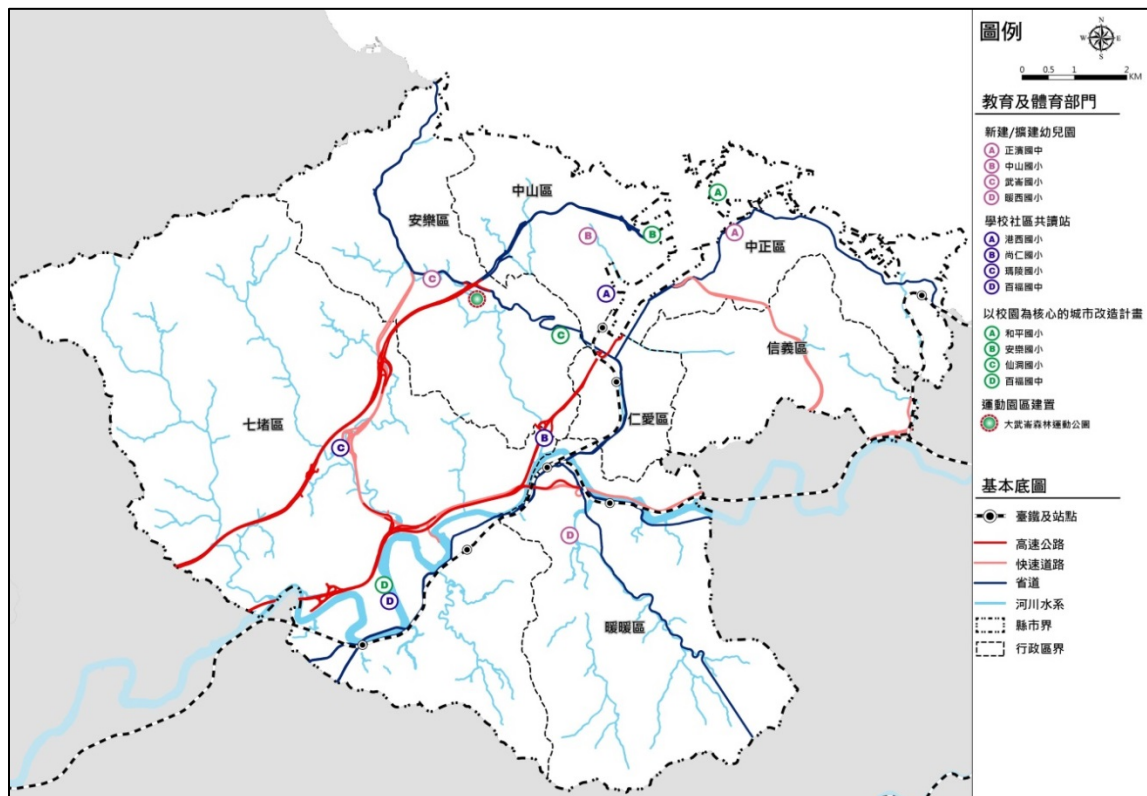 圖例
N
W
E
S
0 0.5 1 2
KM
教育及體育部門
新建/擴建幼兒園
A 正濱國中
B 中山國小
C 武崙國小
D 暖西國小
學校社區共讀站
A 港西國小
B 尚仁國小
C 瑪陵國小
D 百福國中
以校園為核心的城市改造計畫
A 和平國小
B 安樂國小
C 仙洞國小
D 百福國中
運動園區建置
大武崙森林運動公園
基本底圖
臺鐵及站點
高速公路
快速道路
省道
河川水系
縣市界
行政區界
中山區
A
安樂區
B
B
A
中正區
C
A
C
信義區
七堵區
仁愛區
B
C
D
D
D
暖暖區